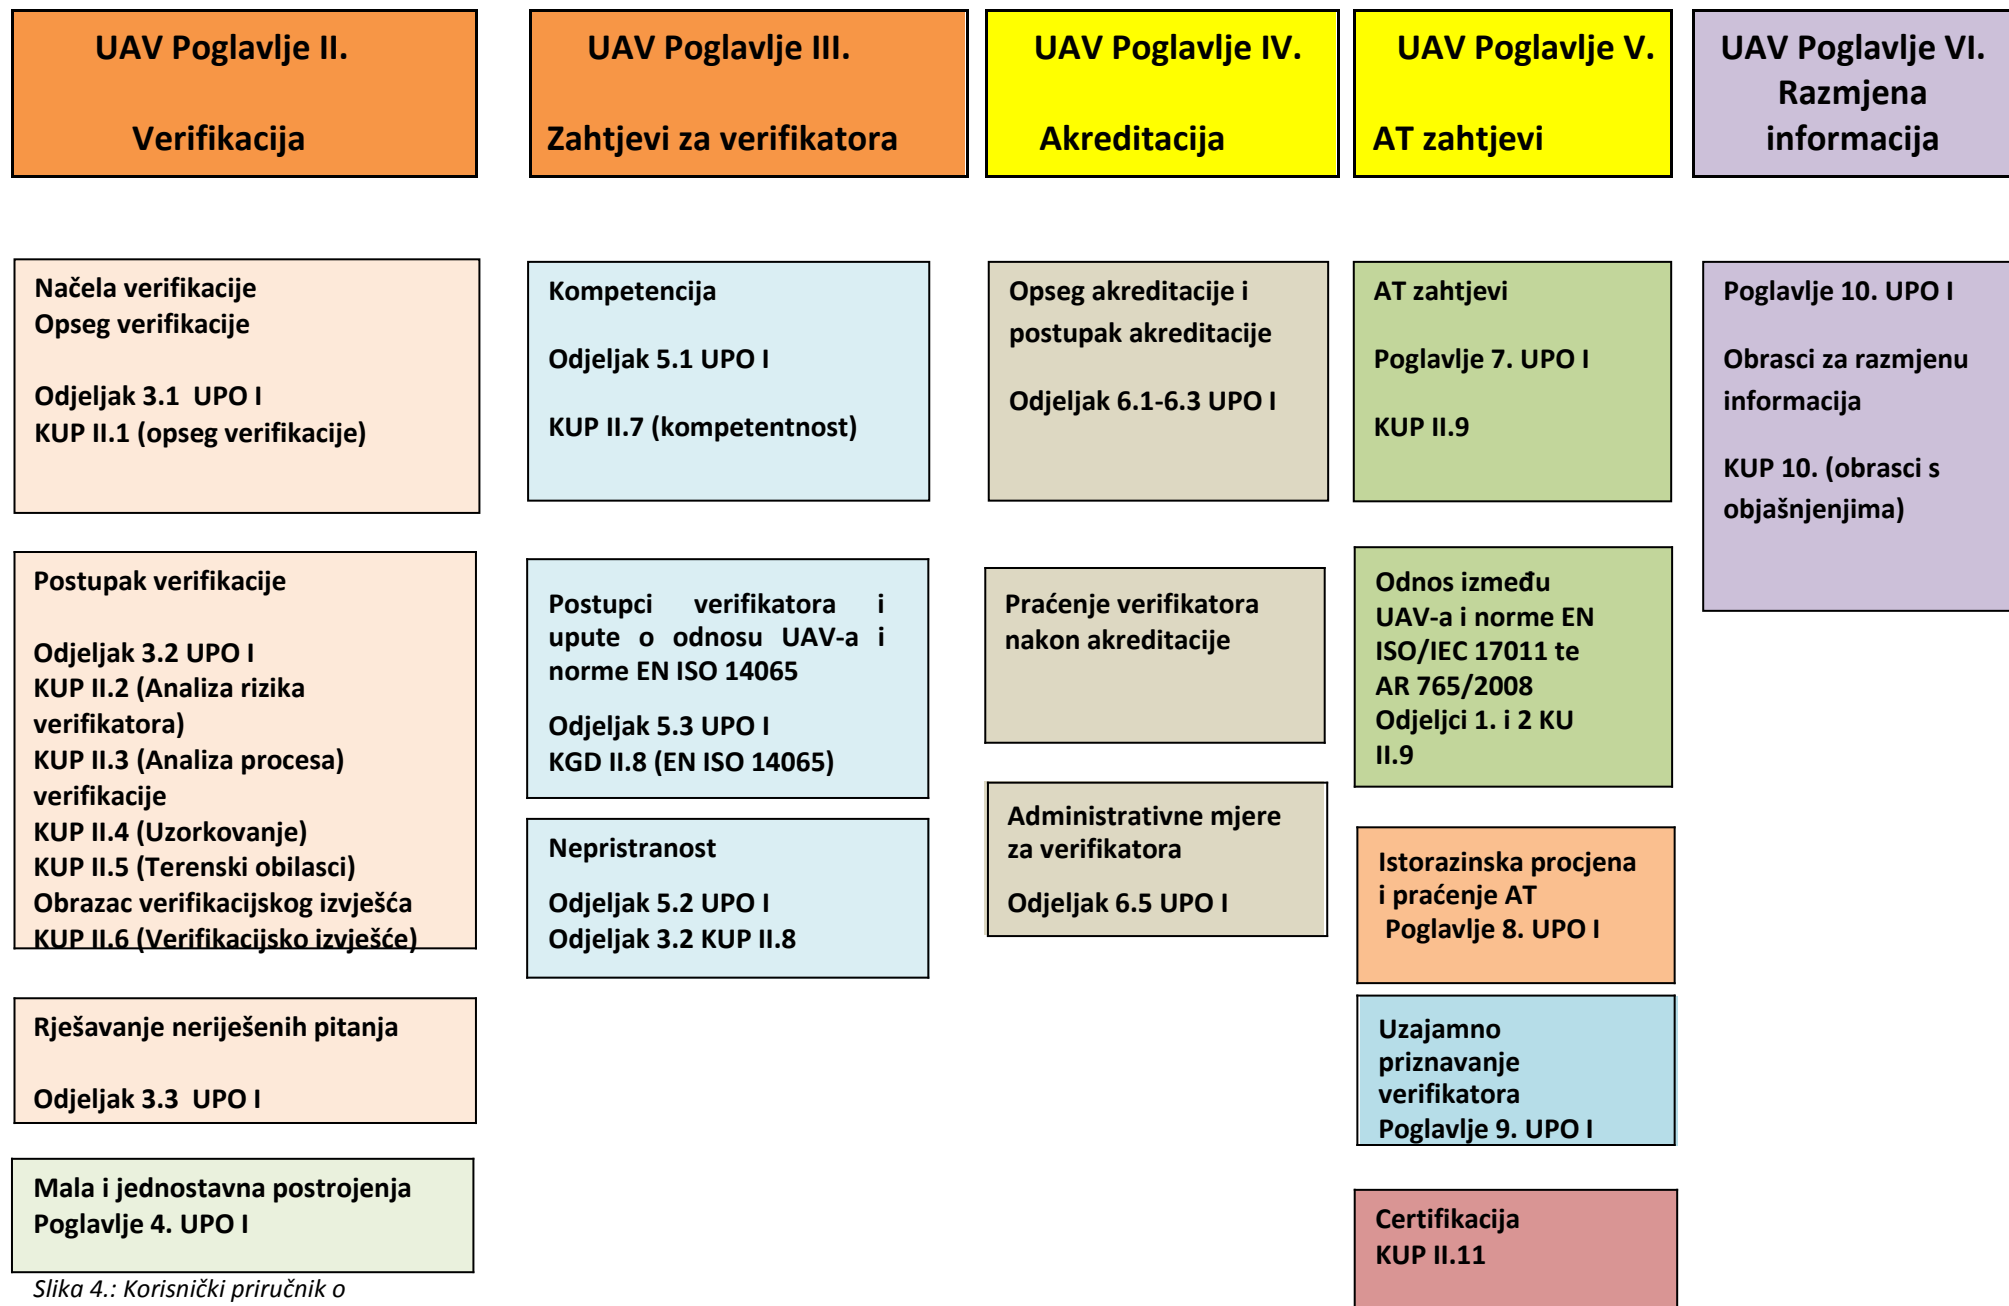 UAV Poglavlje II.
Verifikacija
UAV Poglavlje III.
Zahtjevi za verifikatora
UAV Poglavlje IV.
Akreditacija
UAV Poglavlje V.
AT zahtjevi
UAV Poglavlje VI.
Razmjena
informacija
Načela verifikacije
Opseg verifikacije
Odjeljak 3.1 UPO I
KUP II.1 (opseg verifikacije)
Postupak verifikacije
Odjeljak 3.2 UPO I
KUP II.2 (Analiza rizika
verifikatora)
KUP II.3 (Analiza procesa)
verifikacije
KUP II.4 (Uzorkovanje)
KUP II.5 (Terenski obilasci)
Obrazac verifikacijskog izvješća
KUP II.6 (Verifikacijsko izvješće)
Rješavanje neriješenih pitanja
Odjeljak 3.3 UPO I
Mala i jednostavna postrojenja
Poglavlje 4. UPO I
Slika 4.: Korisnički priručnik o
Kompetencija
Odjeljak 5.1 UPO I
KUP II.7 (kompetentnost)
Postupci verifikatora i
upute o odnosu UAV-a i
norme EN ISO 14065
Odjeljak 5.3 UPO I
KGD II.8 (EN ISO 14065)
Nepristranost
Odjeljak 5.2 UPO I
Odjeljak 3.2 KUP II.8
Opseg akreditacije i
postupak akreditacije
Odjeljak 6.1-6.3 UPO I
Praćenje verifikatora
nakon akreditacije
Administrativne mjere
za verifikatora
Odjeljak 6.5 UPO I
AT zahtjevi
Poglavlje 7. UPO I
KUP II.9
Odnos između
UAV-a i norme EN
ISO/IEC 17011 te
AR 765/2008
Odjeljci 1. i 2 KU
II.9
Istorazinska procjena
i praćenje AT
Poglavlje 8. UPO I
Uzajamno
priznavanje
verifikatora
Poglavlje 9. UPO I
Certifikacija
KUP II.11
Poglavlje 10. UPO I
Obrasci za razmjenu
informacija
KUP 10. (obrasci s
objašnjenjima)